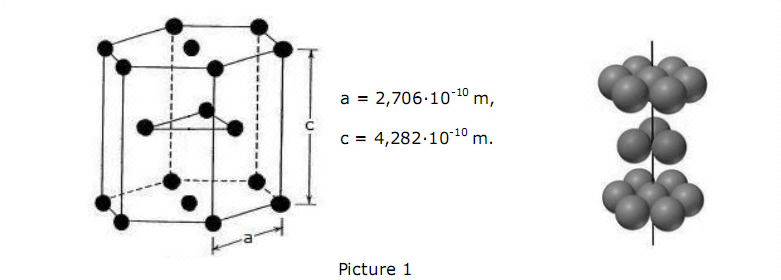 a = 2,706·10⁻¹⁰ m,
c
c = 4,282·10⁻¹⁰ m.
a
Picture 1